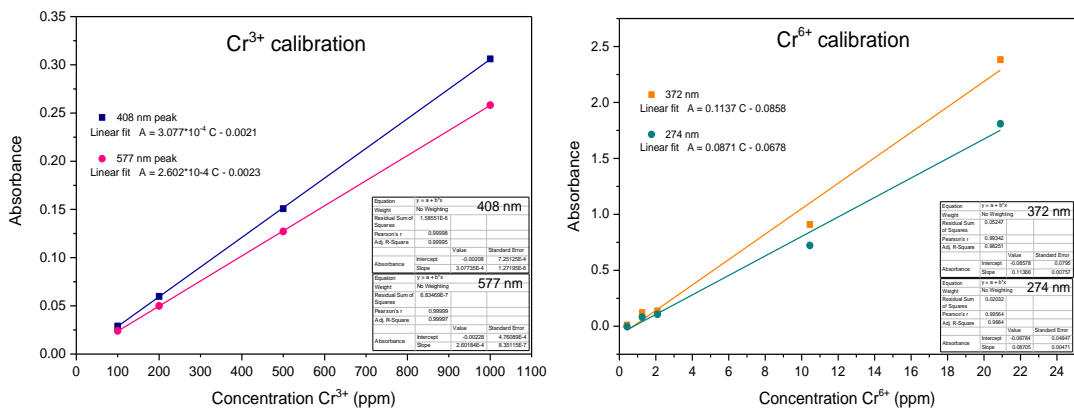 Cr3+ calibration
408 nm peak
Linear fit A = 3.077*10-4 C - 0.0021
577 nm peak
Linear fit A = 2.602*10-4 C - 0.0023
Absorbance
0.35
0.30
0.25
0.20
0.15
0.10
0.05
0.00
0 100 200 300 400 500 600 700 800 900 1000 1100
Concentration Cr3+ (ppm)
408 nm
Equation y = a + b*x
Weight No Weighting
Residual Sum of Squares 1.58551E-6
Pearson's r 0.99998
Adj. R-Square 0.99995
Value Standard Error
Absorbance Intercept -0.00208 7.25125E-4
Slope 3.07735E-4 1.27195E-6
577 nm
Equation y = a + b*x
Weight No Weighting
Residual Sum of Squares 6.83469E-7
Pearson's r 0.99999
Adj. R-Square 0.99997
Value Standard Error
Absorbance Intercept -0.00228 4.76089E-4
Slope 2.60184E-4 8.35115E-7
Cr6+ calibration
372 nm
Linear fit A = 0.1137 C - 0.0858
274 nm
Linear fit A = 0.0871 C - 0.0678
Absorbance
2.5
2.0
1.5
1.0
0.5
0.0
0 2 4 6 8 10 12 14 16 18 20 22 24
Concentration Cr6+ (ppm)
372 nm
Equation y = a + b*x
Weight No Weighting
Residual Sum of Squares 0.05247
Pearson's r 0.99342
Adj. R-Square 0.98251
Value Standard Error
Absorbance Intercept -0.08578 0.0795
Slope 0.11366 0.00757
274 nm
Equation y = a + b*x
Weight No Weighting
Residual Sum of Squares 0.02032
Pearson's r 0.99564
Adj. R-Square 0.9884
Value Standard Error
Absorbance Intercept -0.06784 0.04947
Slope 0.08705 0.00471